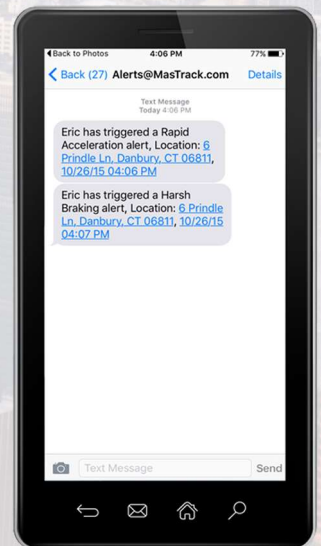 Back to Photos
4:06 PM
77%
Back (27)
Alerts@MasTrack.com
Details
Text Message
Today 4:06 PM
Eric has triggered a Rapid
Acceleration alert, Location: 6
Prindle Ln, Danbury, CT 06811,
10/26/15 04:06 PM
Eric has triggered a Harsh
Braking alert, Location: 6 Prindle
Ln, Danbury, CT 06811, 10/26/15
04:07 PM
Text Message
Send